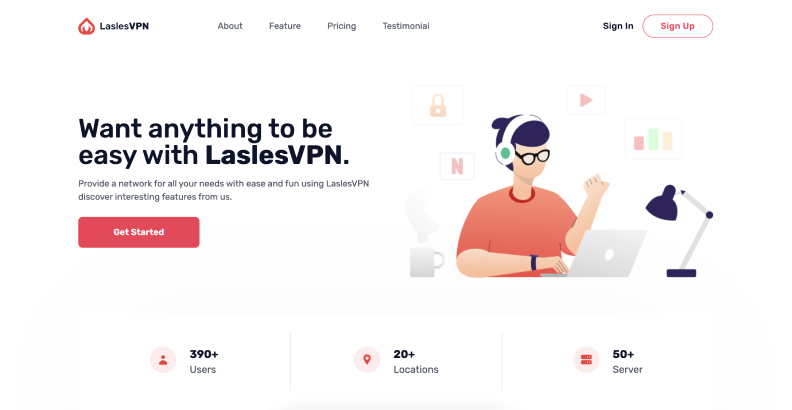 LaslesVPN
About
Feature
Pricing
Testimonial
Sign In
Sign Up
Want anything to be
easy with LaslesVPN.
Provide a network for all your needs with ease and fun using LaslesVPN
discover interesting features from us.
Get Started
N
390+
Users
20+
Locations
50+
Server